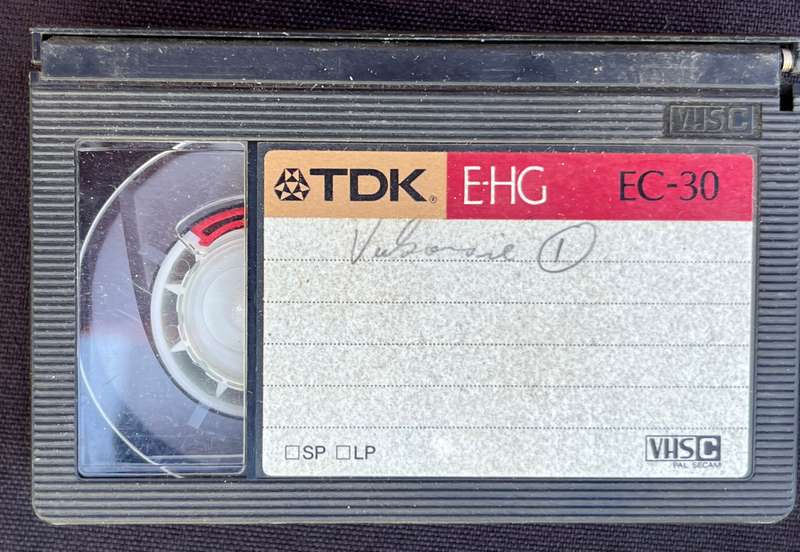 VHS C
TDK® E-HG EC-30
①
□SP □LP
VHS C
PAL SECAM